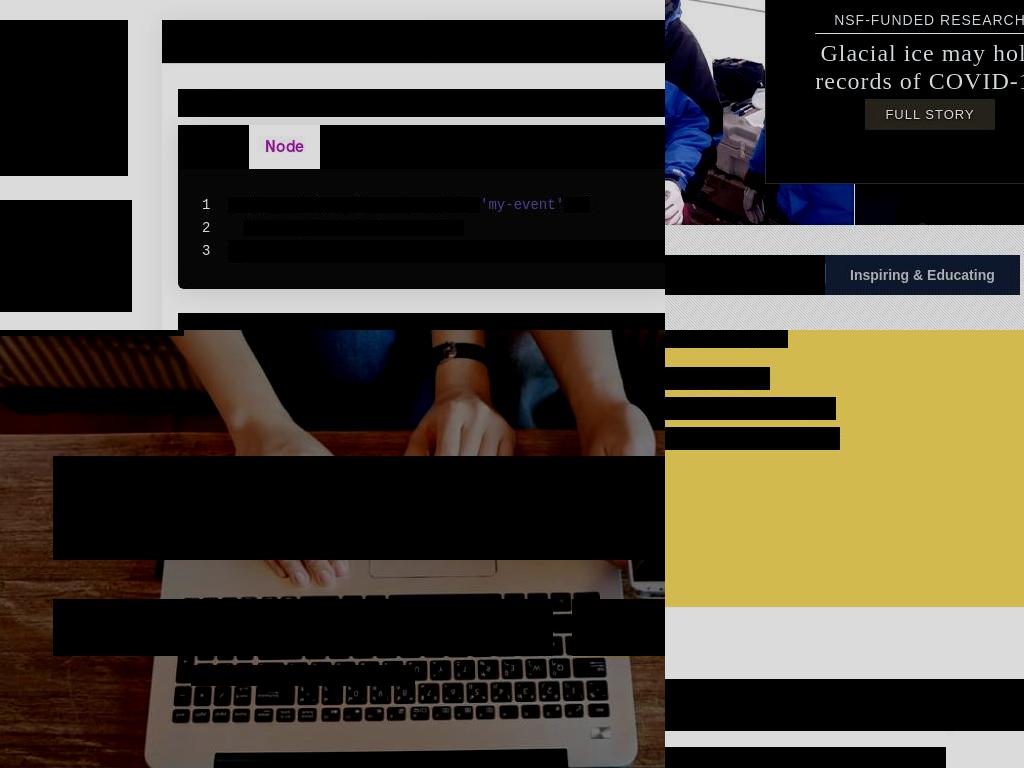 Node
1 'my-event'
2
3
NSF-FUNDED RESEARCH
Glacial ice may hol
records of COVID-1
FULL STORY
Inspiring & Educating